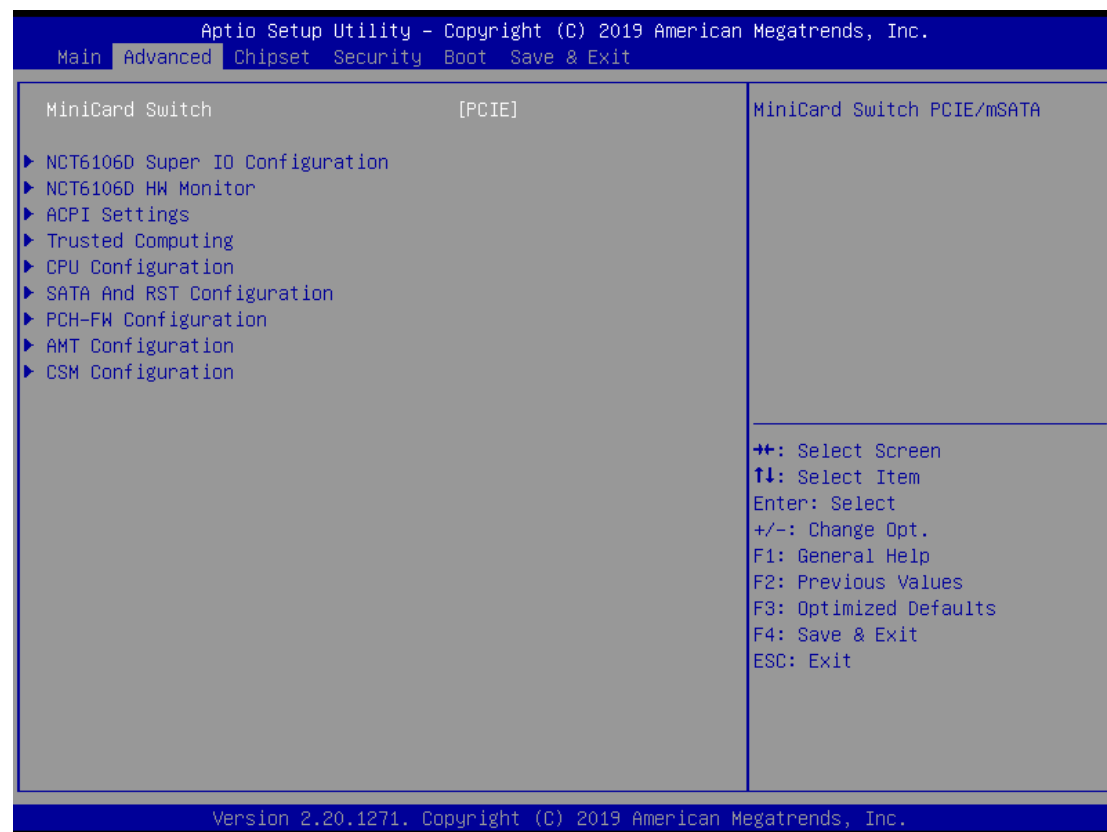 Aptio Setup Utility – Copyright (C) 2019 American Megatrends, Inc.
Main Advanced Chipset Security Boot Save & Exit
MiniCard Switch [PCIE]
▶ NCT6106D Super IO Configuration
▶ NCT6106D HW Monitor
▶ ACPI Settings
▶ Trusted Computing
▶ CPU Configuration
▶ SATA And RST Configuration
▶ PCH-FW Configuration
▶ AMT Configuration
▶ CSM Configuration
MiniCard Switch PCIE/mSATA
→←: Select Screen
↑↓: Select Item
Enter: Select
+/-: Change Opt.
F1: General Help
F2: Previous Values
F3: Optimized Defaults
F4: Save & Exit
ESC: Exit
Version 2.20.1271. Copyright (C) 2019 American Megatrends, Inc.